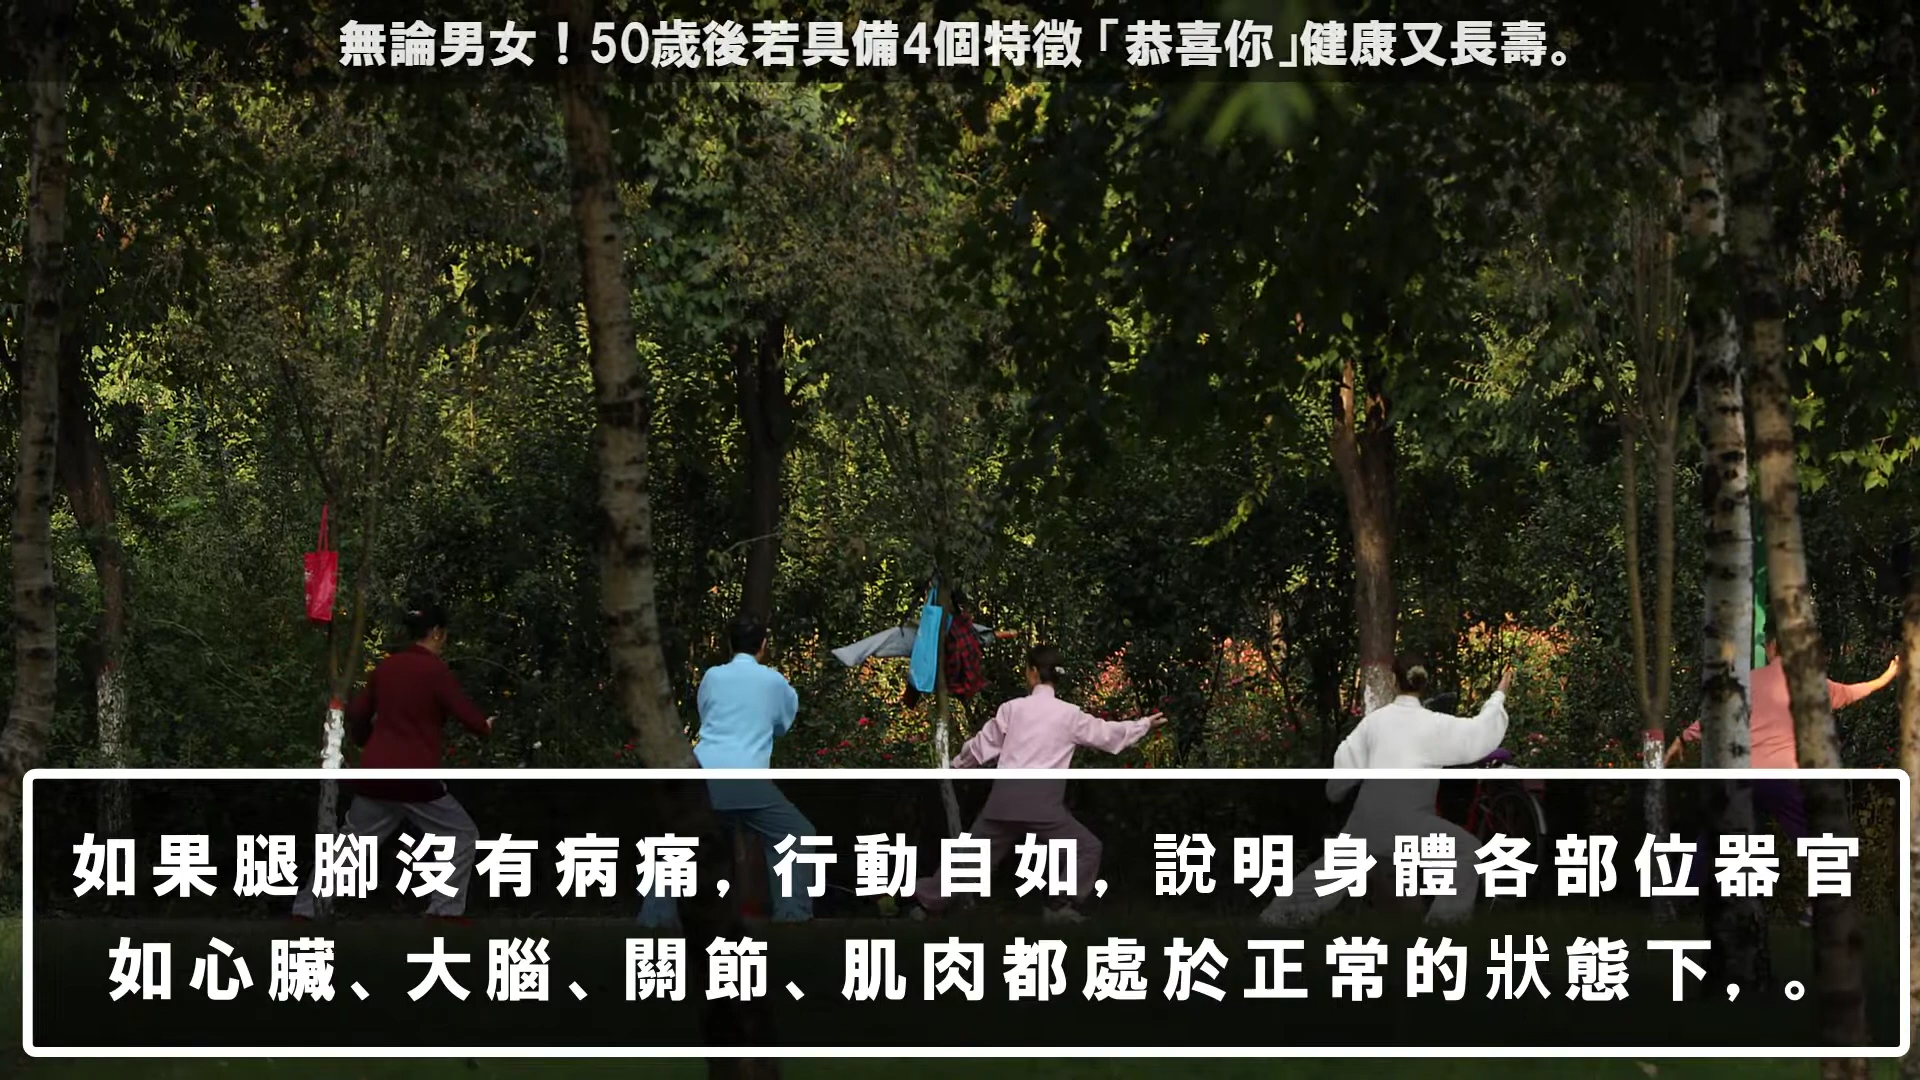 無論男女！50歲後若具備4個特徵「恭喜你」健康又長壽。
如果腿腳沒有病痛，行動自如，說明身體各部位器官
如心臟、大腦、關節、肌肉都處於正常的狀態下，。